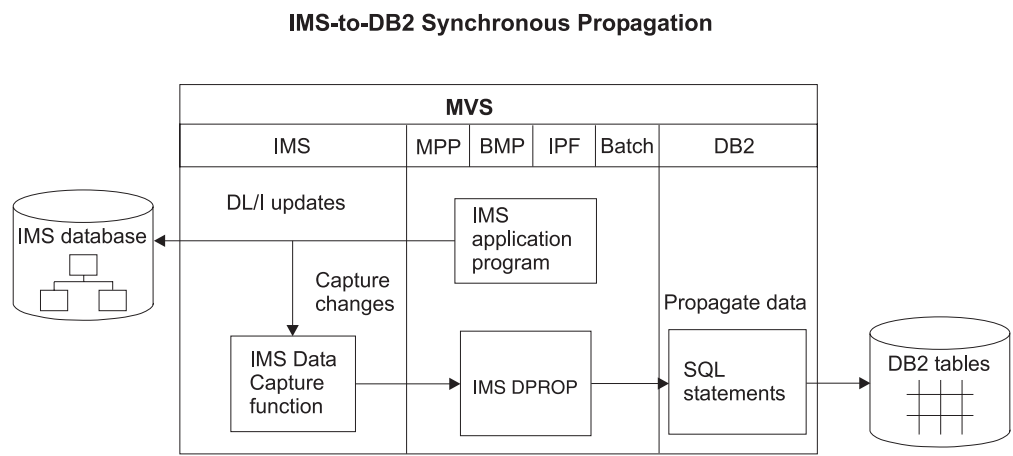 IMS-to-DB2 Synchronous Propagation
MVS
IMS
MPP
BMP
IPF
Batch
DB2
DL/I updates
IMS database
IMS
application
program
Capture
changes
Propagate data
IMS Data
Capture
function
IMS DPROP
SQL
statements
DB2 tables